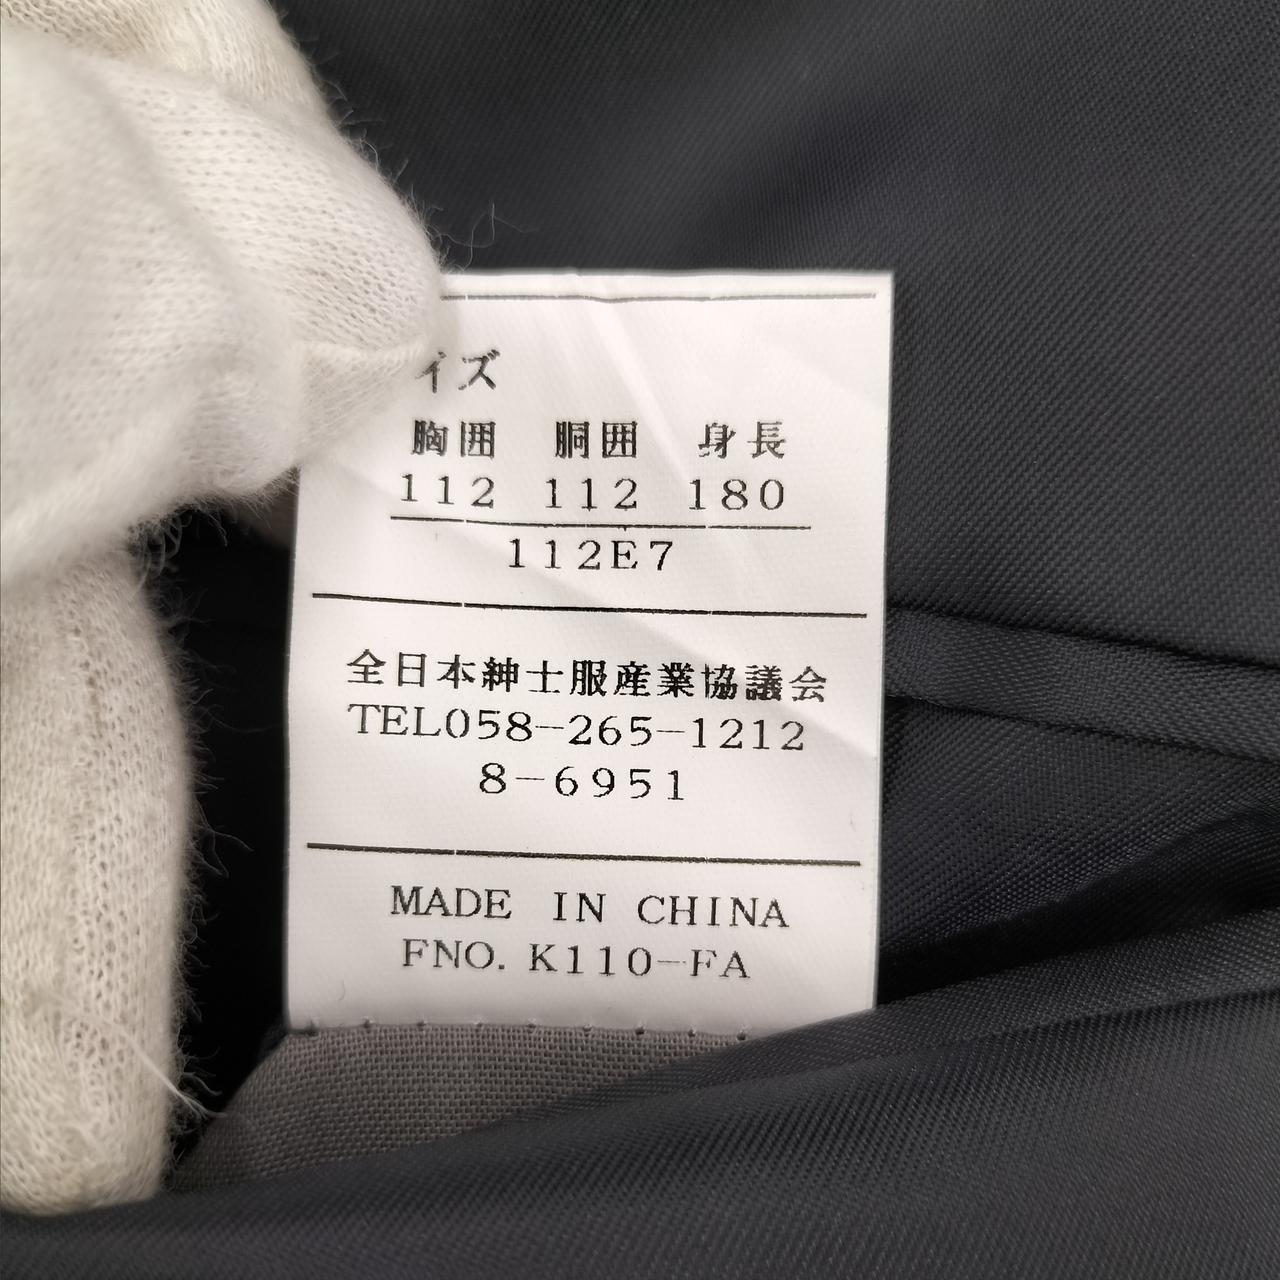 イズ
胸囲 胴囲 身長
112 112 180
112E7
全日本紳士服産業協議会
TEL058-265-1212
8-6951
MADE IN CHINA
FNO. K110-FA